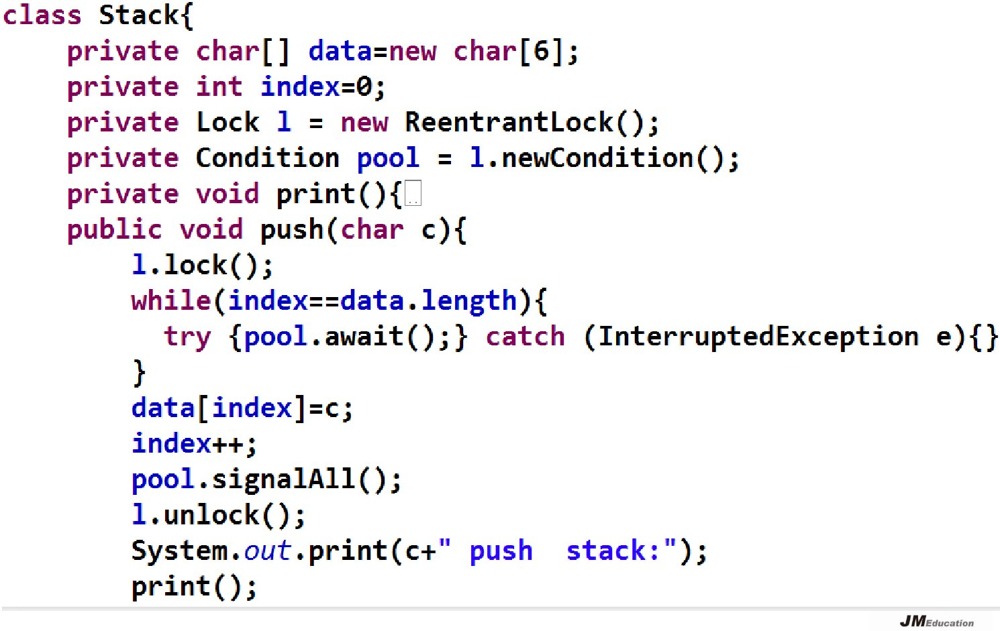 class Stack{
    private char[] data=new char[6];
    private int index=0;
    private Lock l = new ReentrantLock();
    private Condition pool = l.newCondition();
    private void print(){..
    public void push(char c){
        l.lock();
        while(index==data.length){
          try {pool.await();} catch (InterruptedException e){}
        }
        data[index]=c;
        index++;
        pool.signalAll();
        l.unlock();
        System.out.print(c+" push  stack:");
        print();
JMEducation